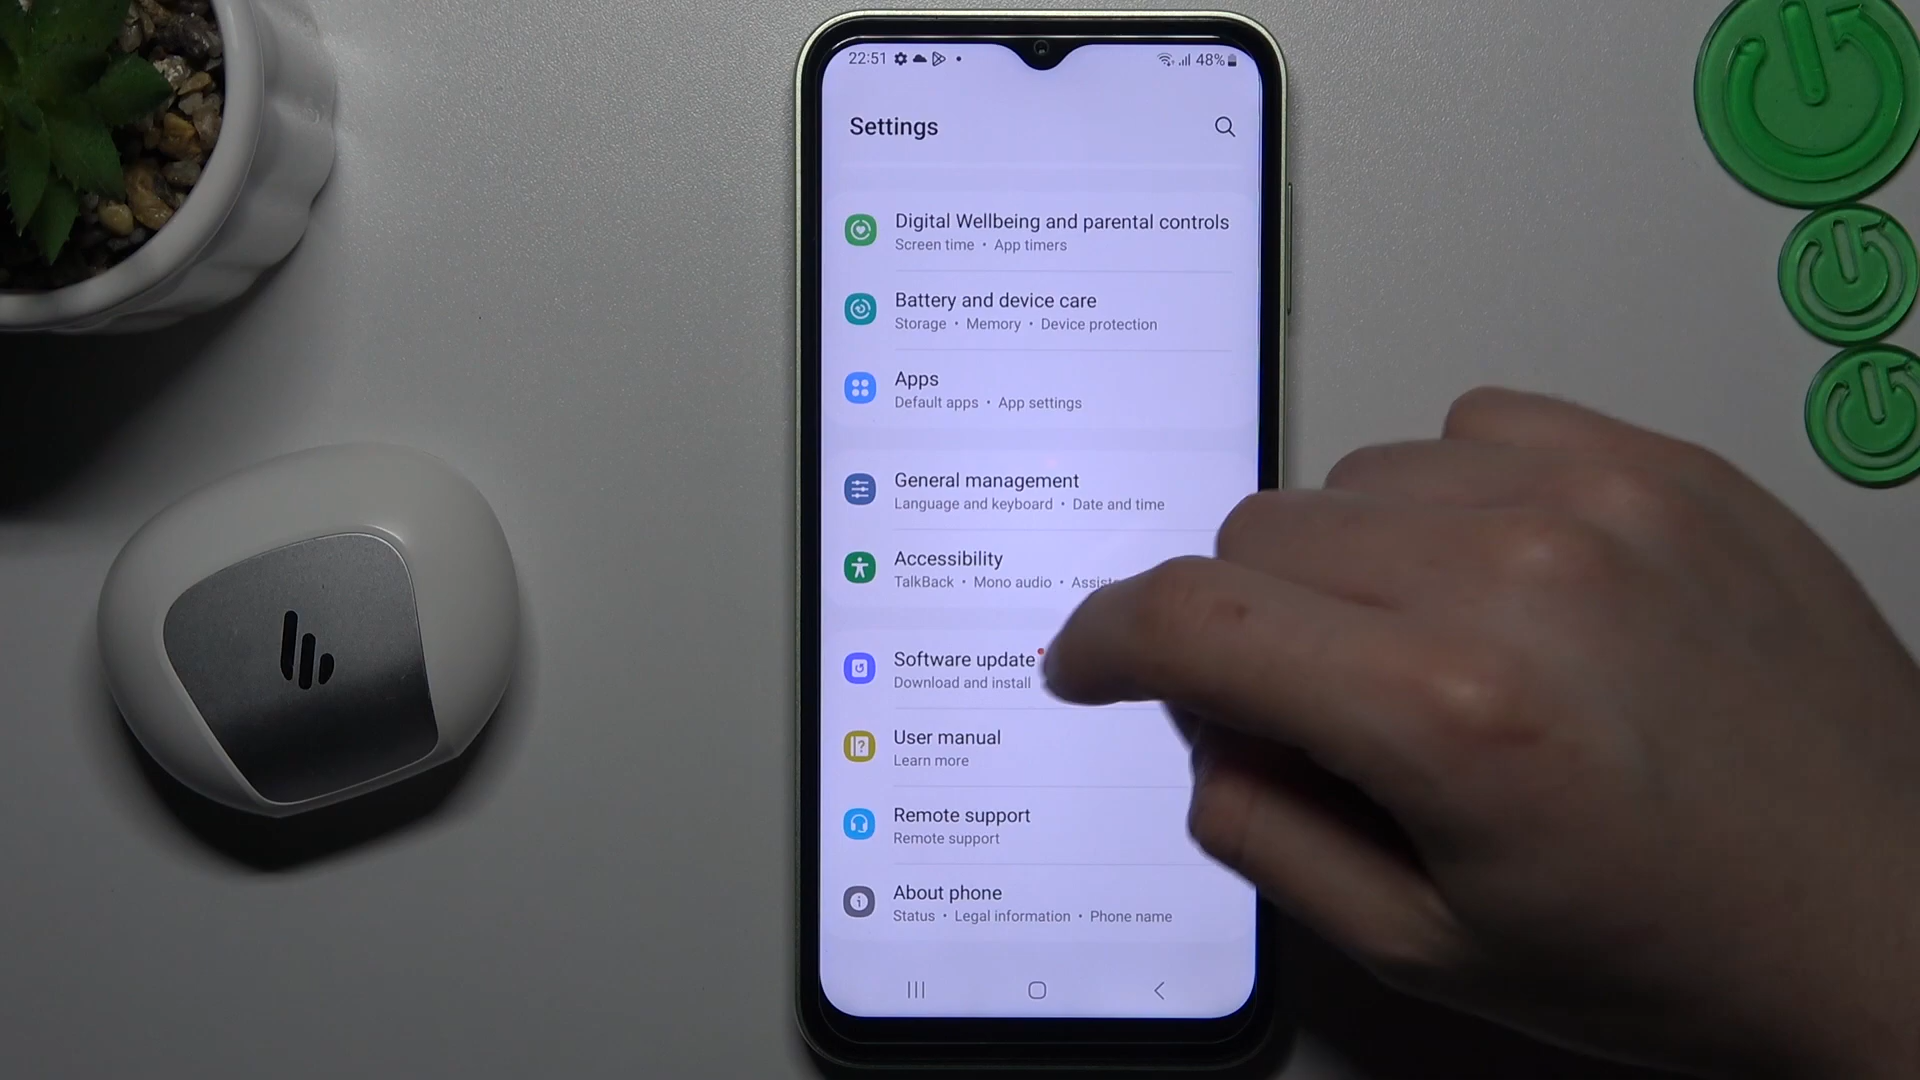 22:51
48%
Settings
Digital Wellbeing and parental controls
Screen time • App timers
Battery and device care
Storage • Memory • Device protection
Apps
Default apps • App settings
General management
Language and keyboard • Date and time
Accessibility
TalkBack • Mono audio •
Software update
Download and install
User manual
Learn more
Remote support
Remote support
About phone
Status • Legal information • Phone name